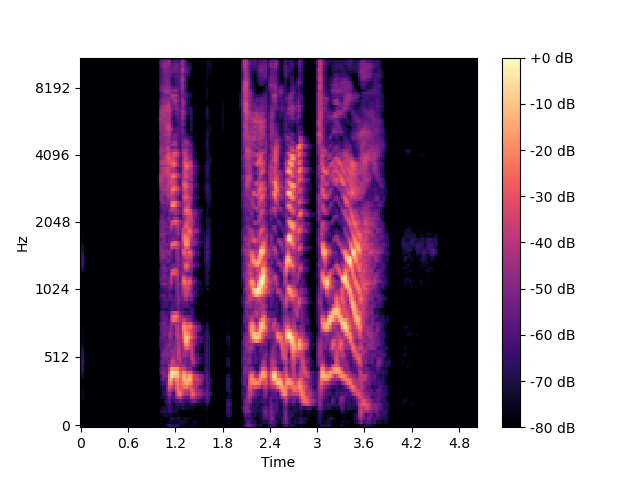 +0 dB
8192
-10 dB
4096
-20 dB
-30 dB
2048
Hz
-40 dB
1024
-50 dB
512
-60 dB
-70 dB
0
-80 dB
0 0.6 1.2 1.8 2.4 3 3.6 4.2 4.8
Time